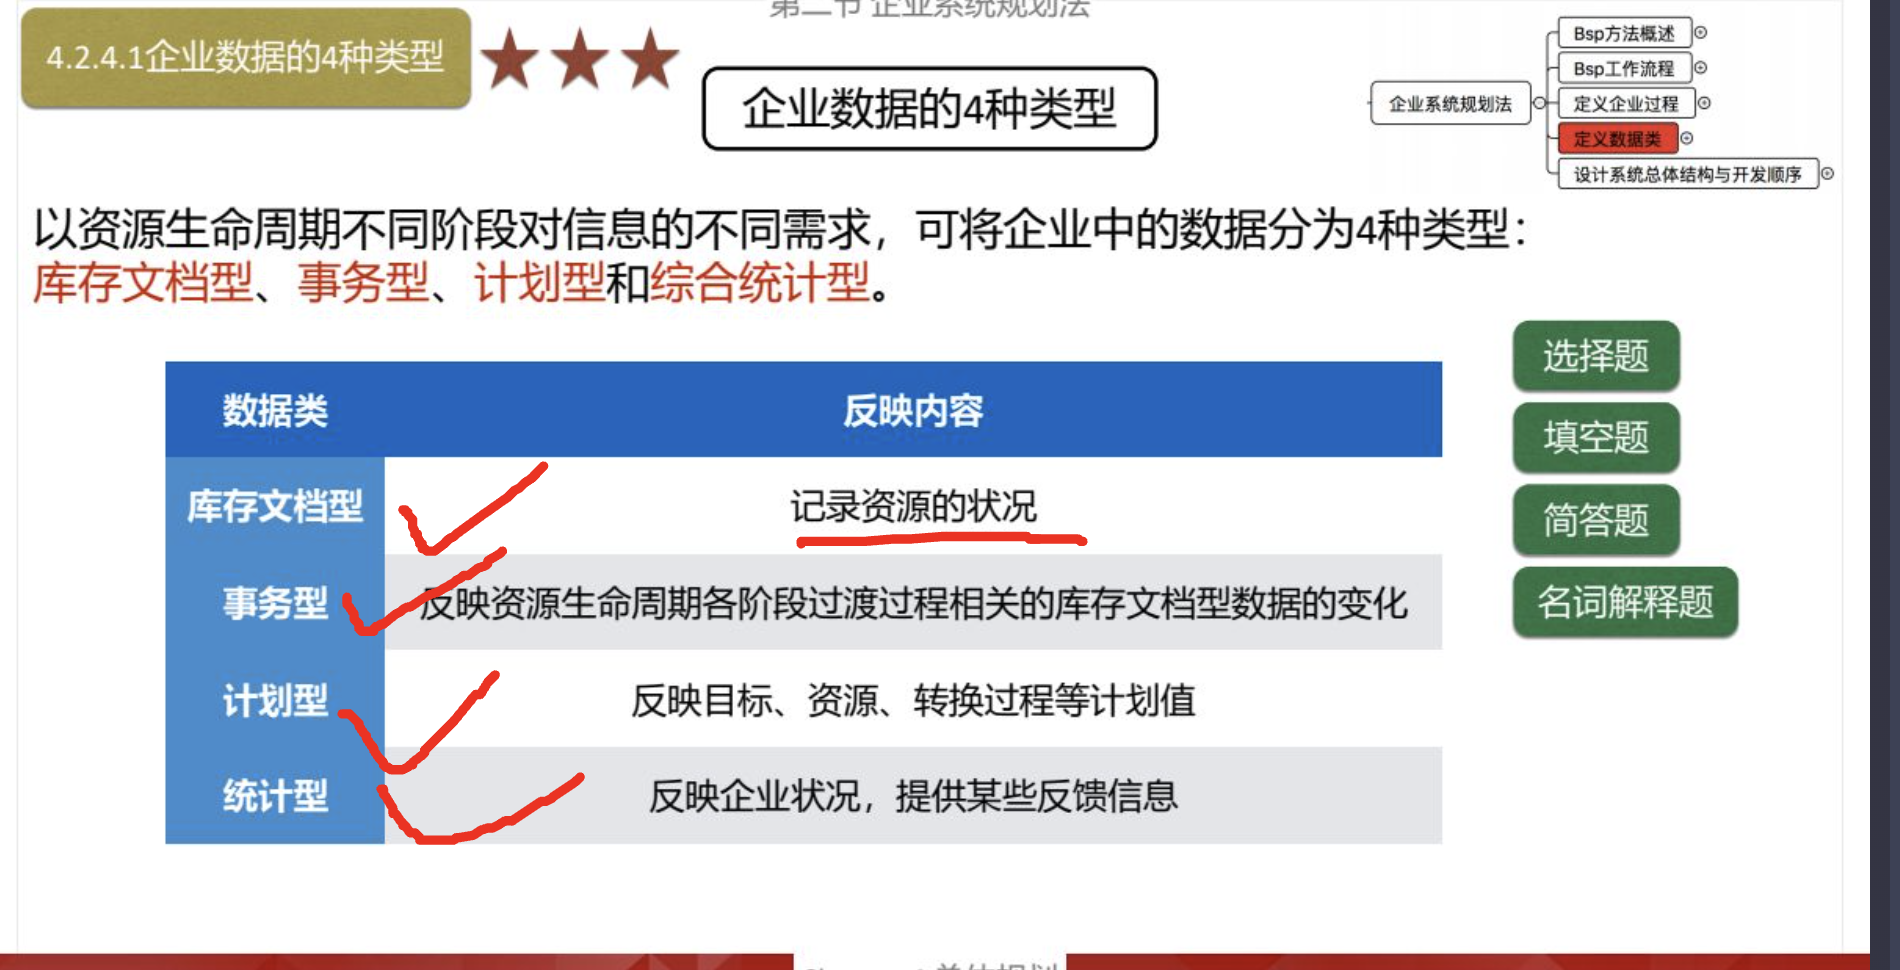 第二节 企业系统规划法
4.2.4.1企业数据的4种类型
企业数据的4种类型
企业系统规划法
Bsp方法概述
Bsp工作流程
定义企业过程
定义数据类
设计系统总体结构与开发顺序
以资源生命周期不同阶段对信息的不同需求，可将企业中的数据分为4种类型：
库存文档型、事务型、计划型和综合统计型。
数据类 反映内容
库存文档型 记录资源的状况
事务型 反映资源生命周期各阶段过渡过程相关的库存文档型数据的变化
计划型 反映目标、资源、转换过程等计划值
统计型 反映企业状况，提供某些反馈信息
选择题
填空题
简答题
名词解释题